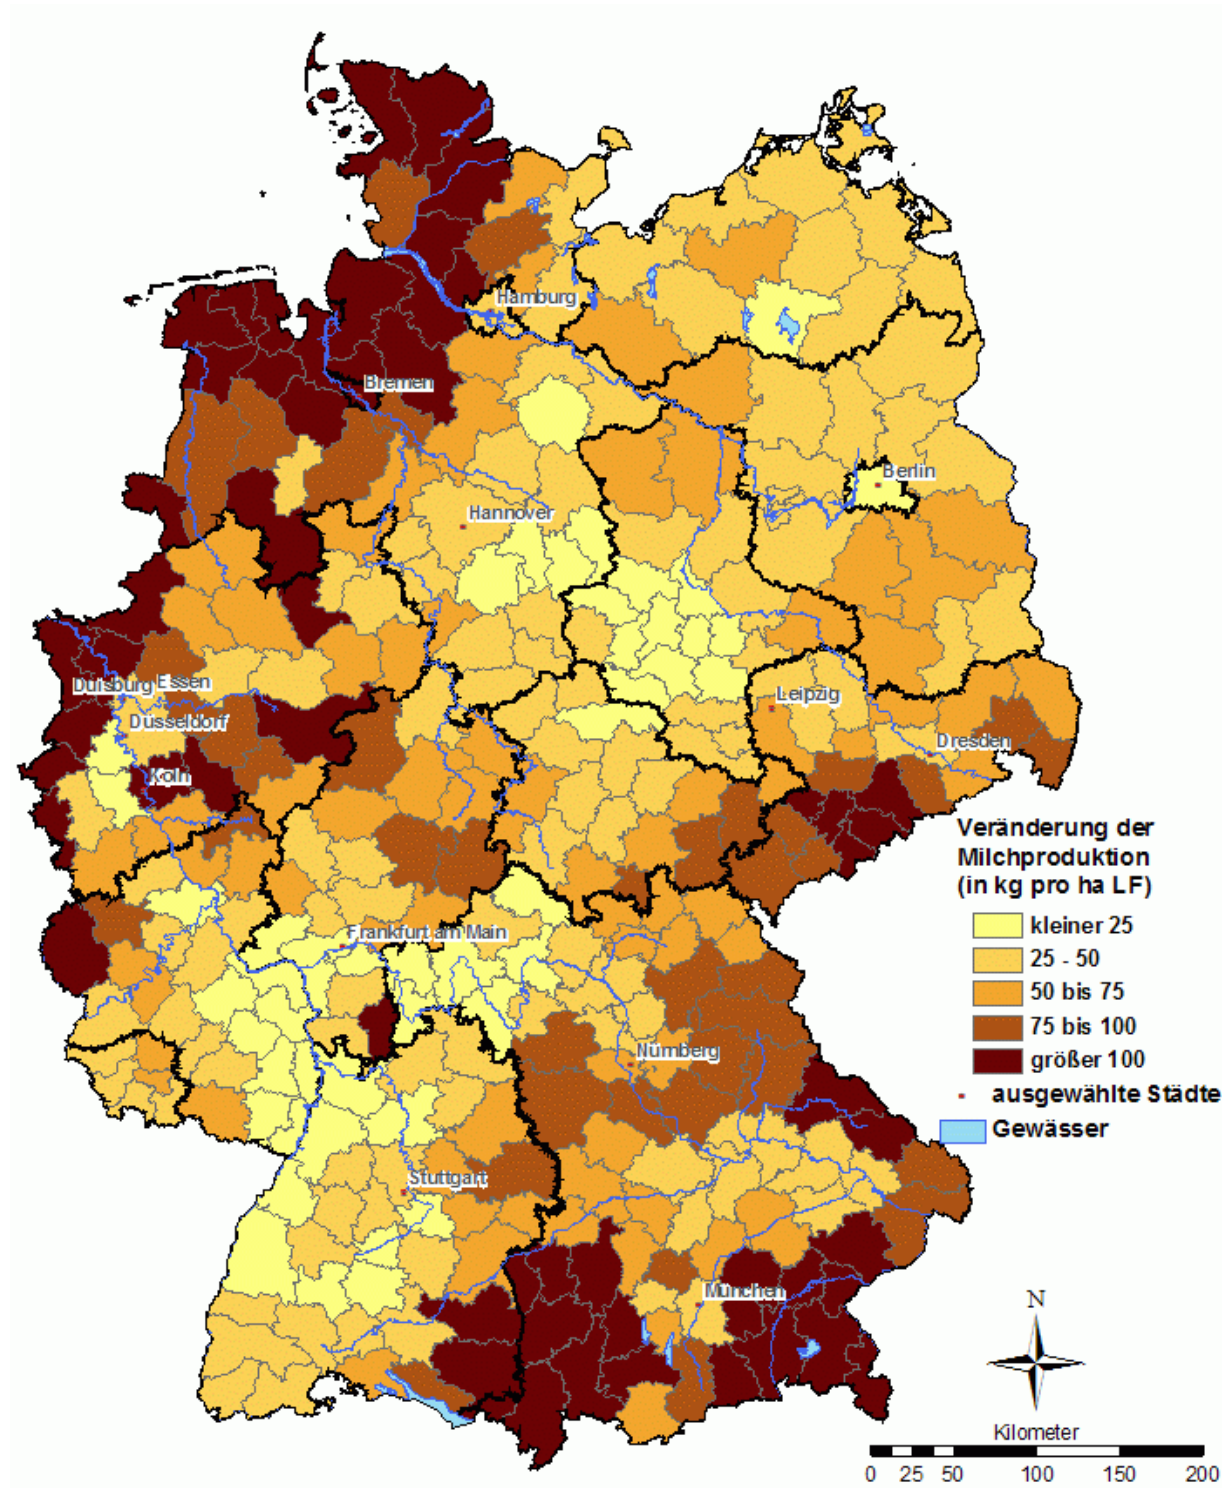 Hamburg
Bremen
Berlin
Hannover
Duisburg
Essen
Düsseldorf
Leipzig
Dresden
Köln
Frankfurt am Main
Nürnberg
Stuttgart
München
Veränderung der
Milchproduktion
(in kg pro ha LF)
kleiner 25
25 - 50
50 bis 75
75 bis 100
größer 100
ausgewählte Städte
Gewässer
N
Kilometer
0 25 50 100 150 200